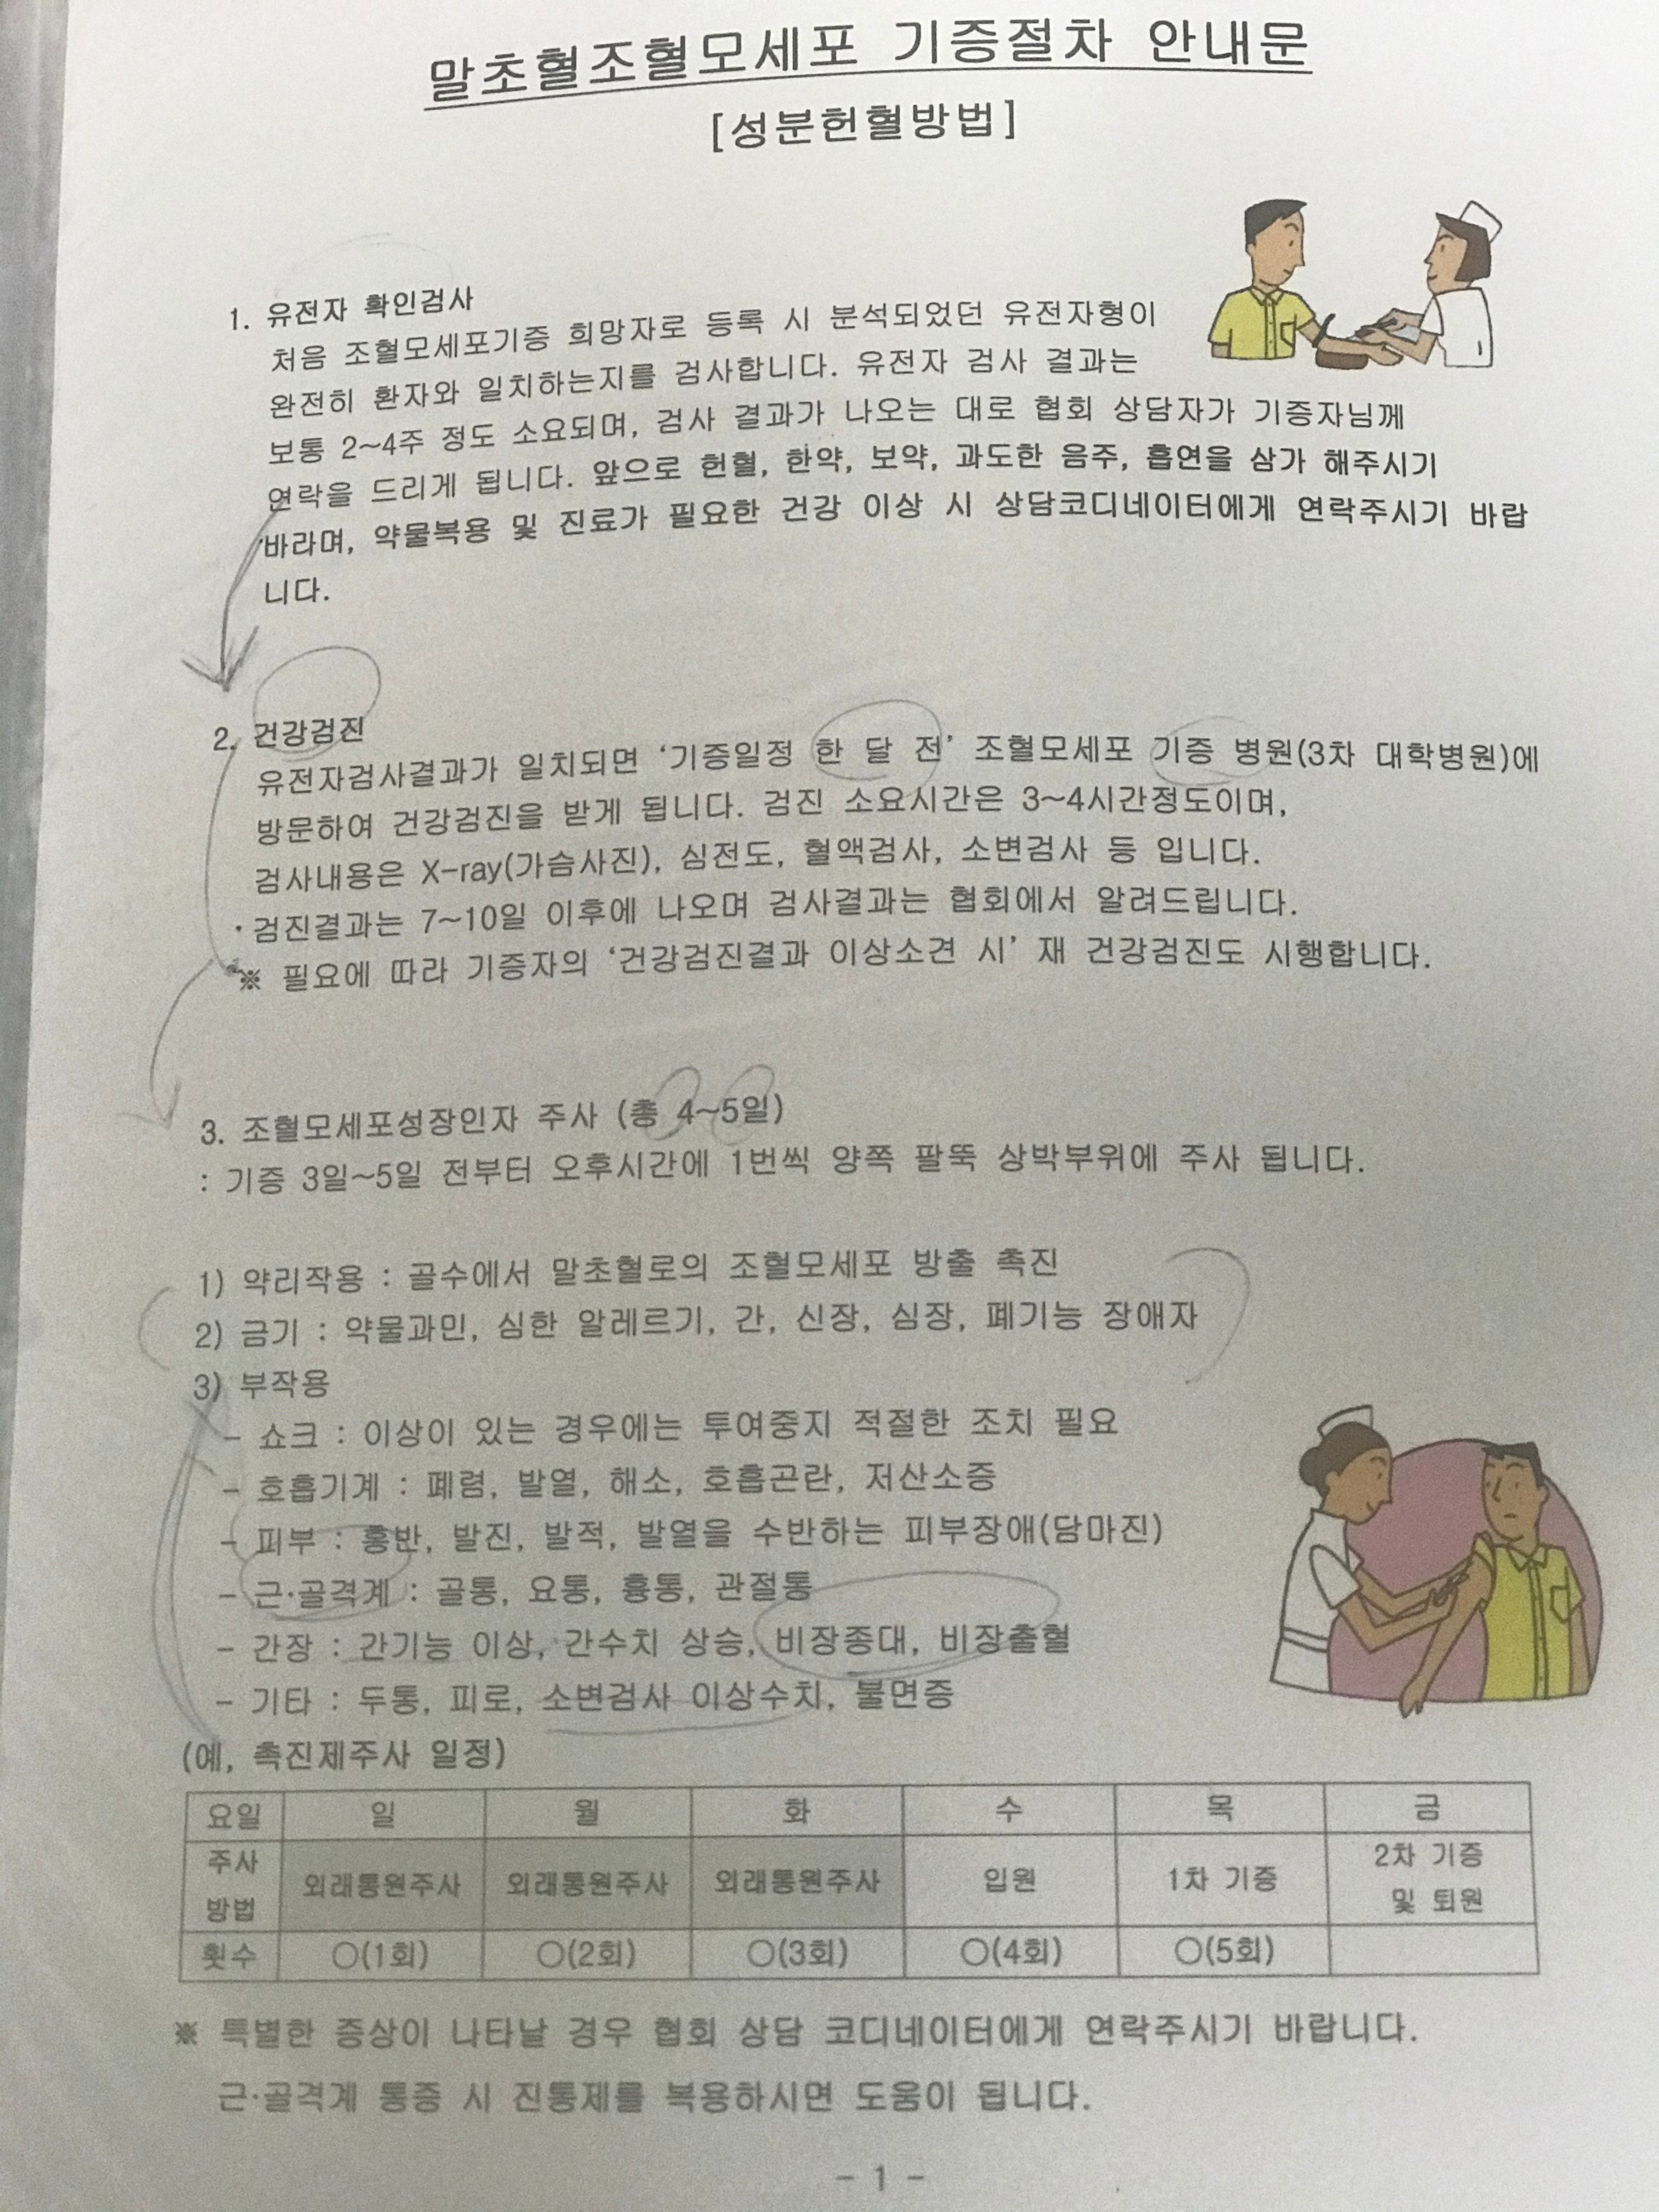 말초혈조혈모세포 기증절차 안내문
[성분헌혈방법]
1. 유전자 확인검사
처음 조혈모세포기증 희망자로 등록 시 분석되었던 유전자형이
완전히 환자와 일치하는지를 검사합니다. 유전자 검사 결과는
보통 2~4주 정도 소요되며, 검사 결과가 나오는 대로 협회 상담자가 기증자님께
연락을 드리게 됩니다. 앞으로 헌혈, 한약, 보약, 과도한 음주, 흡연을 삼가 해주시기
바라며, 약물복용 및 진료가 필요한 건강 이상 시 상담코디네이터에게 연락주시기 바랍
니다.
2. 건강검진
유전자검사결과가 일치되면 ‘기증일정 한 달 전’ 조혈모세포 기증 병원(3차 대학병원)에
방문하여 건강검진을 받게 됩니다. 검진 소요시간은 3~4시간정도이며,
검사내용은 X-ray(가슴사진), 심전도, 혈액검사, 소변검사 등 입니다.
검진결과는 7~10일 이후에 나오며 검사결과는 협회에서 알려드립니다.
※ 필요에 따라 기증자의 ‘건강검진결과 이상소견 시’ 재 건강검진도 시행합니다.
3. 조혈모세포성장인자 주사 (총 4~5일)
: 기증 3일~5일 전부터 오후시간에 1번씩 양쪽 팔뚝 상박부위에 주사 됩니다.
1) 약리작용 : 골수에서 말초혈로의 조혈모세포 방출 촉진
2) 금기 : 약물과민, 심한 알레르기, 간, 신장, 심장, 폐기능 장애자
3) 부작용
- 쇼크 : 이상이 있는 경우에는 투여중지 적절한 조치 필요
- 호흡기계 : 폐렴, 발열, 해소, 호흡곤란, 저산소증
- 피부 : 홍반, 발진, 발적, 발열을 수반하는 피부장애(담마진)
- 근·골격계 : 골통, 요통, 흉통, 관절통
- 간장 : 간기능 이상, 간수치 상승, 비장종대, 비장출혈
- 기타 : 두통, 피로, 소변검사 이상수치, 불면증
(예, 촉진제주사 일정)
요일 일 월 화 수 목 금
주사 방법 외래통원주사 외래통원주사 외래통원주사 입원 1차 기증 2차 기증 및 퇴원
횟수 ○(1회) ○(2회) ○(3회) ○(4회) ○(5회)
※ 특별한 증상이 나타날 경우 협회 상담 코디네이터에게 연락주시기 바랍니다.
근·골격계 통증 시 진통제를 복용하시면 도움이 됩니다.
- 1 -